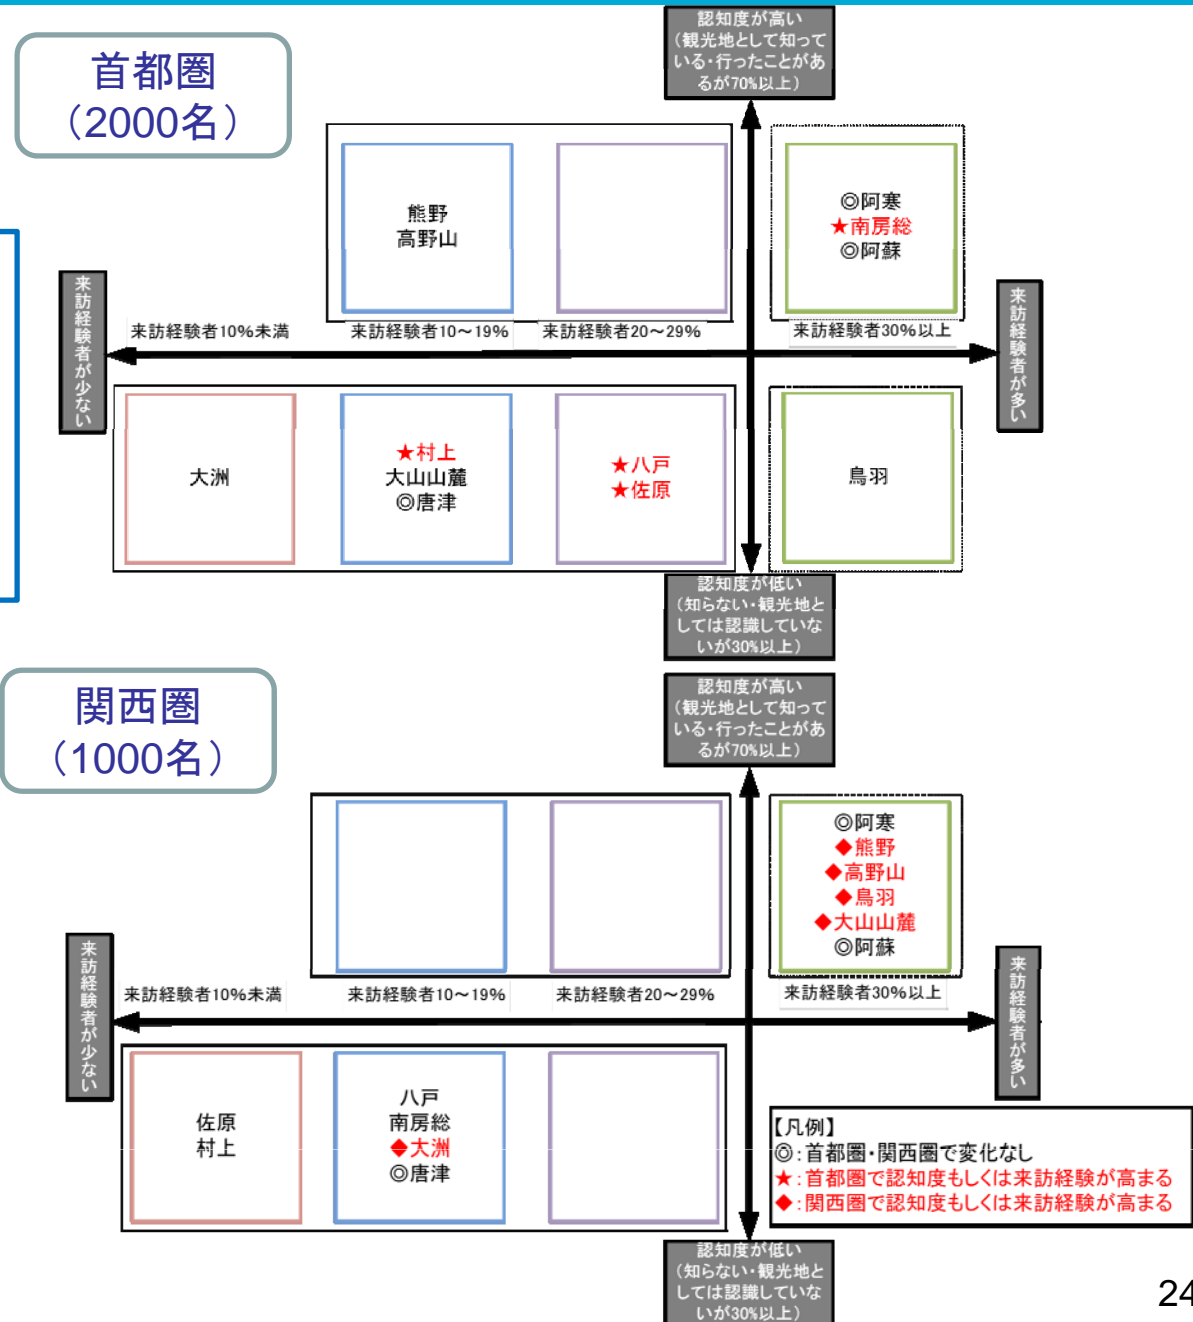 首都圏
（2000名）
認知度が高い
（観光地として知って
いる・行ったことがあ
るが70%以上）
熊野
高野山
◎阿寒
★南房総
◎阿蘇
来訪経験者が少ない
来訪経験者10%未満
来訪経験者10～19%
来訪経験者20～29%
来訪経験者30%以上
来訪経験者が多い
大洲
★村上
大山山麓
◎唐津
★八戸
★佐原
鳥羽
認知度が低い
（知らない・観光地と
しては認識していな
いが30%以上）
関西圏
（1000名）
認知度が高い
（観光地として知って
いる・行ったことがあ
るが70%以上）
◎阿寒
◆熊野
◆高野山
◆鳥羽
◆大山山麓
◎阿蘇
来訪経験者が少ない
来訪経験者10%未満
来訪経験者10～19%
来訪経験者20～29%
来訪経験者30%以上
来訪経験者が多い
佐原
村上
八戸
南房総
◆大洲
◎唐津
【凡例】
◎：首都圏・関西圏で変化なし
★：首都圏で認知度もしくは来訪経験が高まる
◆：関西圏で認知度もしくは来訪経験が高まる
認知度が低い
（知らない・観光地と
しては認識していな
いが30%以上）
24